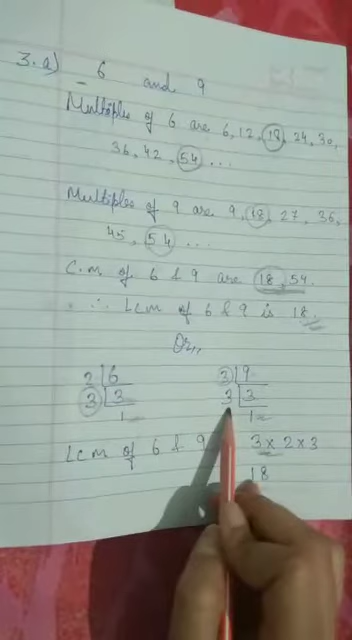 3. a) 6 and 9
Multiples of 6 are 6, 12, 18, 24, 30,
36, 42, 54 ...
Multiples of 9 are 9, 18, 27, 36,
45, 54 ...
C.M of 6 & 9 are 18, 54.
∴ LCM of 6 & 9 is 18.
Or,,
2 | 6 3 | 9
3 | 3 3 | 3
1 1
LCM of 6 & 9 3 x 2 x 3
18